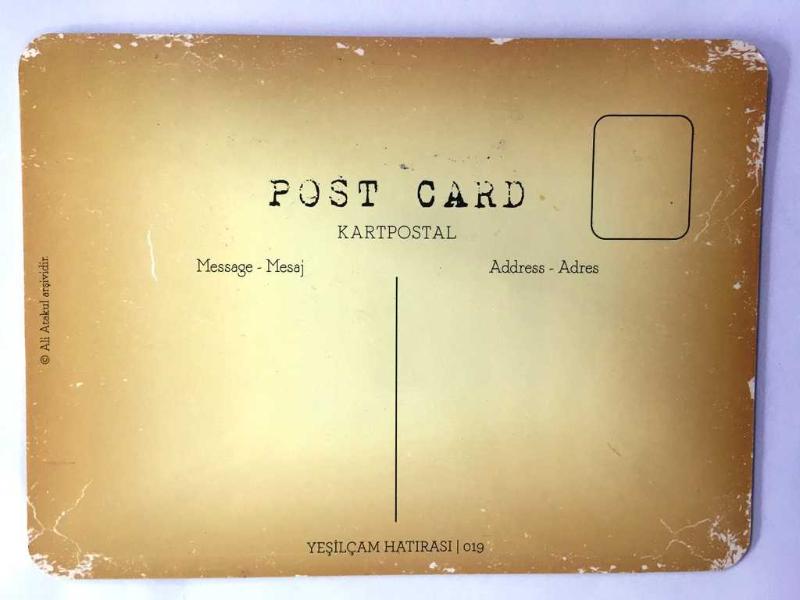 POST CARD
KARTPOSTAL
Message - Mesaj
Address - Adres
© Ali Atakul arşividir.
YEŞİLÇAM HATIRASI | 019